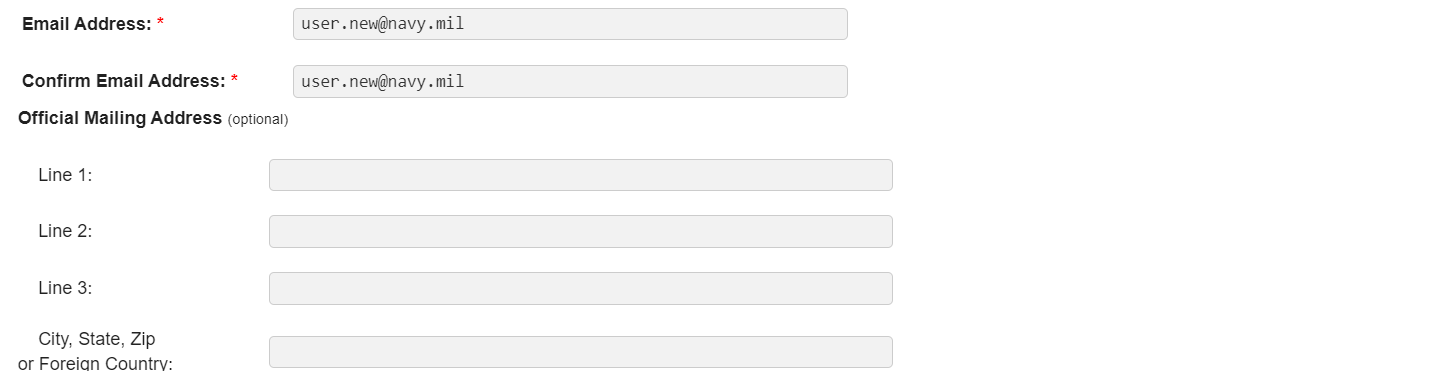 Email Address: * user.new@navy.mil
Confirm Email Address: * user.new@navy.mil
Official Mailing Address (optional)
Line 1:
Line 2:
Line 3:
City, State, Zip
or Foreign Country: